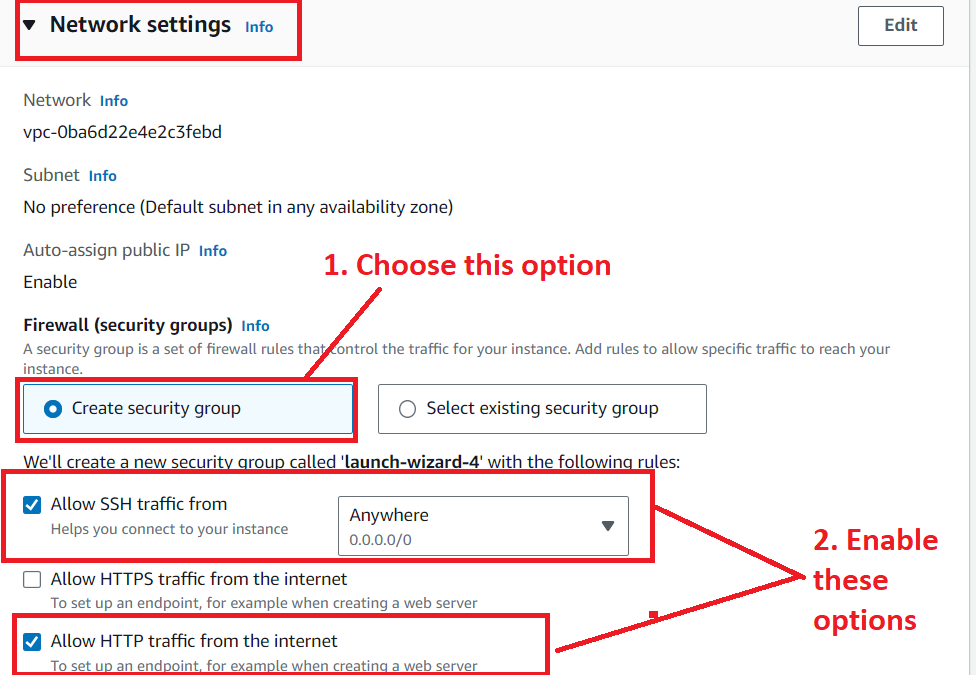 Network settings Info
Edit
Network Info
vpc-0ba6d22e4e2c3febd
Subnet Info
No preference (Default subnet in any availability zone)
Auto-assign public IP Info
1. Choose this option
Enable
Firewall (security groups) Info
A security group is a set of firewall rules that control the traffic for your instance. Add rules to allow specific traffic to reach your
instance.
Create security group
Select existing security group
We'll create a new security group called 'launch-wizard-4' with the following rules:
Allow SSH traffic from
Helps you connect to your instance
Anywhere
0.0.0.0/0
2. Enable
these
options
Allow HTTPS traffic from the internet
To set up an endpoint, for example when creating a web server
Allow HTTP traffic from the internet
To set up an endpoint, for example when creating a web server